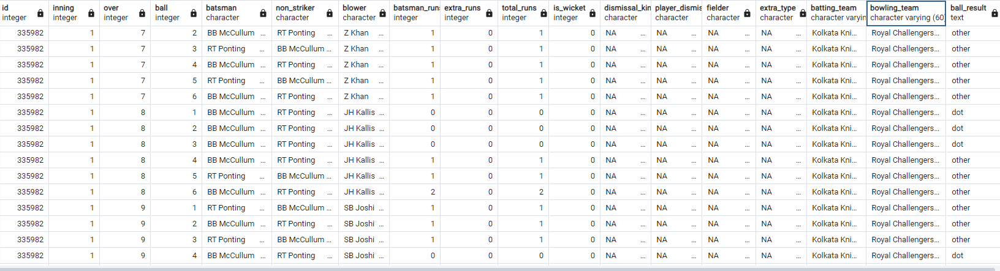 id inning over ball batsman non_striker blower batsman_run extra_runs total_runs is_wicket dismissal_kin player_dismis fielder extra_type batting_team bowling_team ball_result
integer integer integer integer character character character integer integer integer integer character character character character character varyin character varying (60) text
335982 1 7 2 BB McCullum ... RT Ponting ... Z Khan ... 1 0 1 0 NA ... NA ... NA ... NA ... Kolkata Kni... Royal Challengers... other
335982 1 7 3 RT Ponting ... BB McCullum ... Z Khan ... 1 0 1 0 NA ... NA ... NA ... NA ... Kolkata Kni... Royal Challengers... other
335982 1 7 4 BB McCullum ... RT Ponting ... Z Khan ... 1 0 1 0 NA ... NA ... NA ... NA ... Kolkata Kni... Royal Challengers... other
335982 1 7 5 RT Ponting ... BB McCullum ... Z Khan ... 1 0 1 0 NA ... NA ... NA ... NA ... Kolkata Kni... Royal Challengers... other
335982 1 7 6 BB McCullum ... RT Ponting ... Z Khan ... 1 0 1 0 NA ... NA ... NA ... NA ... Kolkata Kni... Royal Challengers... other
335982 1 8 1 BB McCullum ... RT Ponting ... JH Kallis ... 0 0 0 0 NA ... NA ... NA ... NA ... Kolkata Kni... Royal Challengers... dot
335982 1 8 2 BB McCullum ... RT Ponting ... JH Kallis ... 0 0 0 0 NA ... NA ... NA ... NA ... Kolkata Kni... Royal Challengers... dot
335982 1 8 3 BB McCullum ... RT Ponting ... JH Kallis ... 0 0 0 0 NA ... NA ... NA ... NA ... Kolkata Kni... Royal Challengers... dot
335982 1 8 4 BB McCullum ... RT Ponting ... JH Kallis ... 1 0 1 0 NA ... NA ... NA ... NA ... Kolkata Kni... Royal Challengers... other
335982 1 8 5 RT Ponting ... BB McCullum ... JH Kallis ... 1 0 1 0 NA ... NA ... NA ... NA ... Kolkata Kni... Royal Challengers... other
335982 1 8 6 BB McCullum ... RT Ponting ... JH Kallis ... 2 0 2 0 NA ... NA ... NA ... NA ... Kolkata Kni... Royal Challengers... other
335982 1 9 1 RT Ponting ... BB McCullum ... SB Joshi ... 1 0 1 0 NA ... NA ... NA ... NA ... Kolkata Kni... Royal Challengers... other
335982 1 9 2 BB McCullum ... RT Ponting ... SB Joshi ... 1 0 1 0 NA ... NA ... NA ... NA ... Kolkata Kni... Royal Challengers... other
335982 1 9 3 RT Ponting ... BB McCullum ... SB Joshi ... 1 0 1 0 NA ... NA ... NA ... NA ... Kolkata Kni... Royal Challengers... other
335982 1 9 4 BB McCullum ... RT Ponting ... SB Joshi ... 0 0 0 0 NA ... NA ... NA ... NA ... Kolkata Kni... Royal Challengers... dot